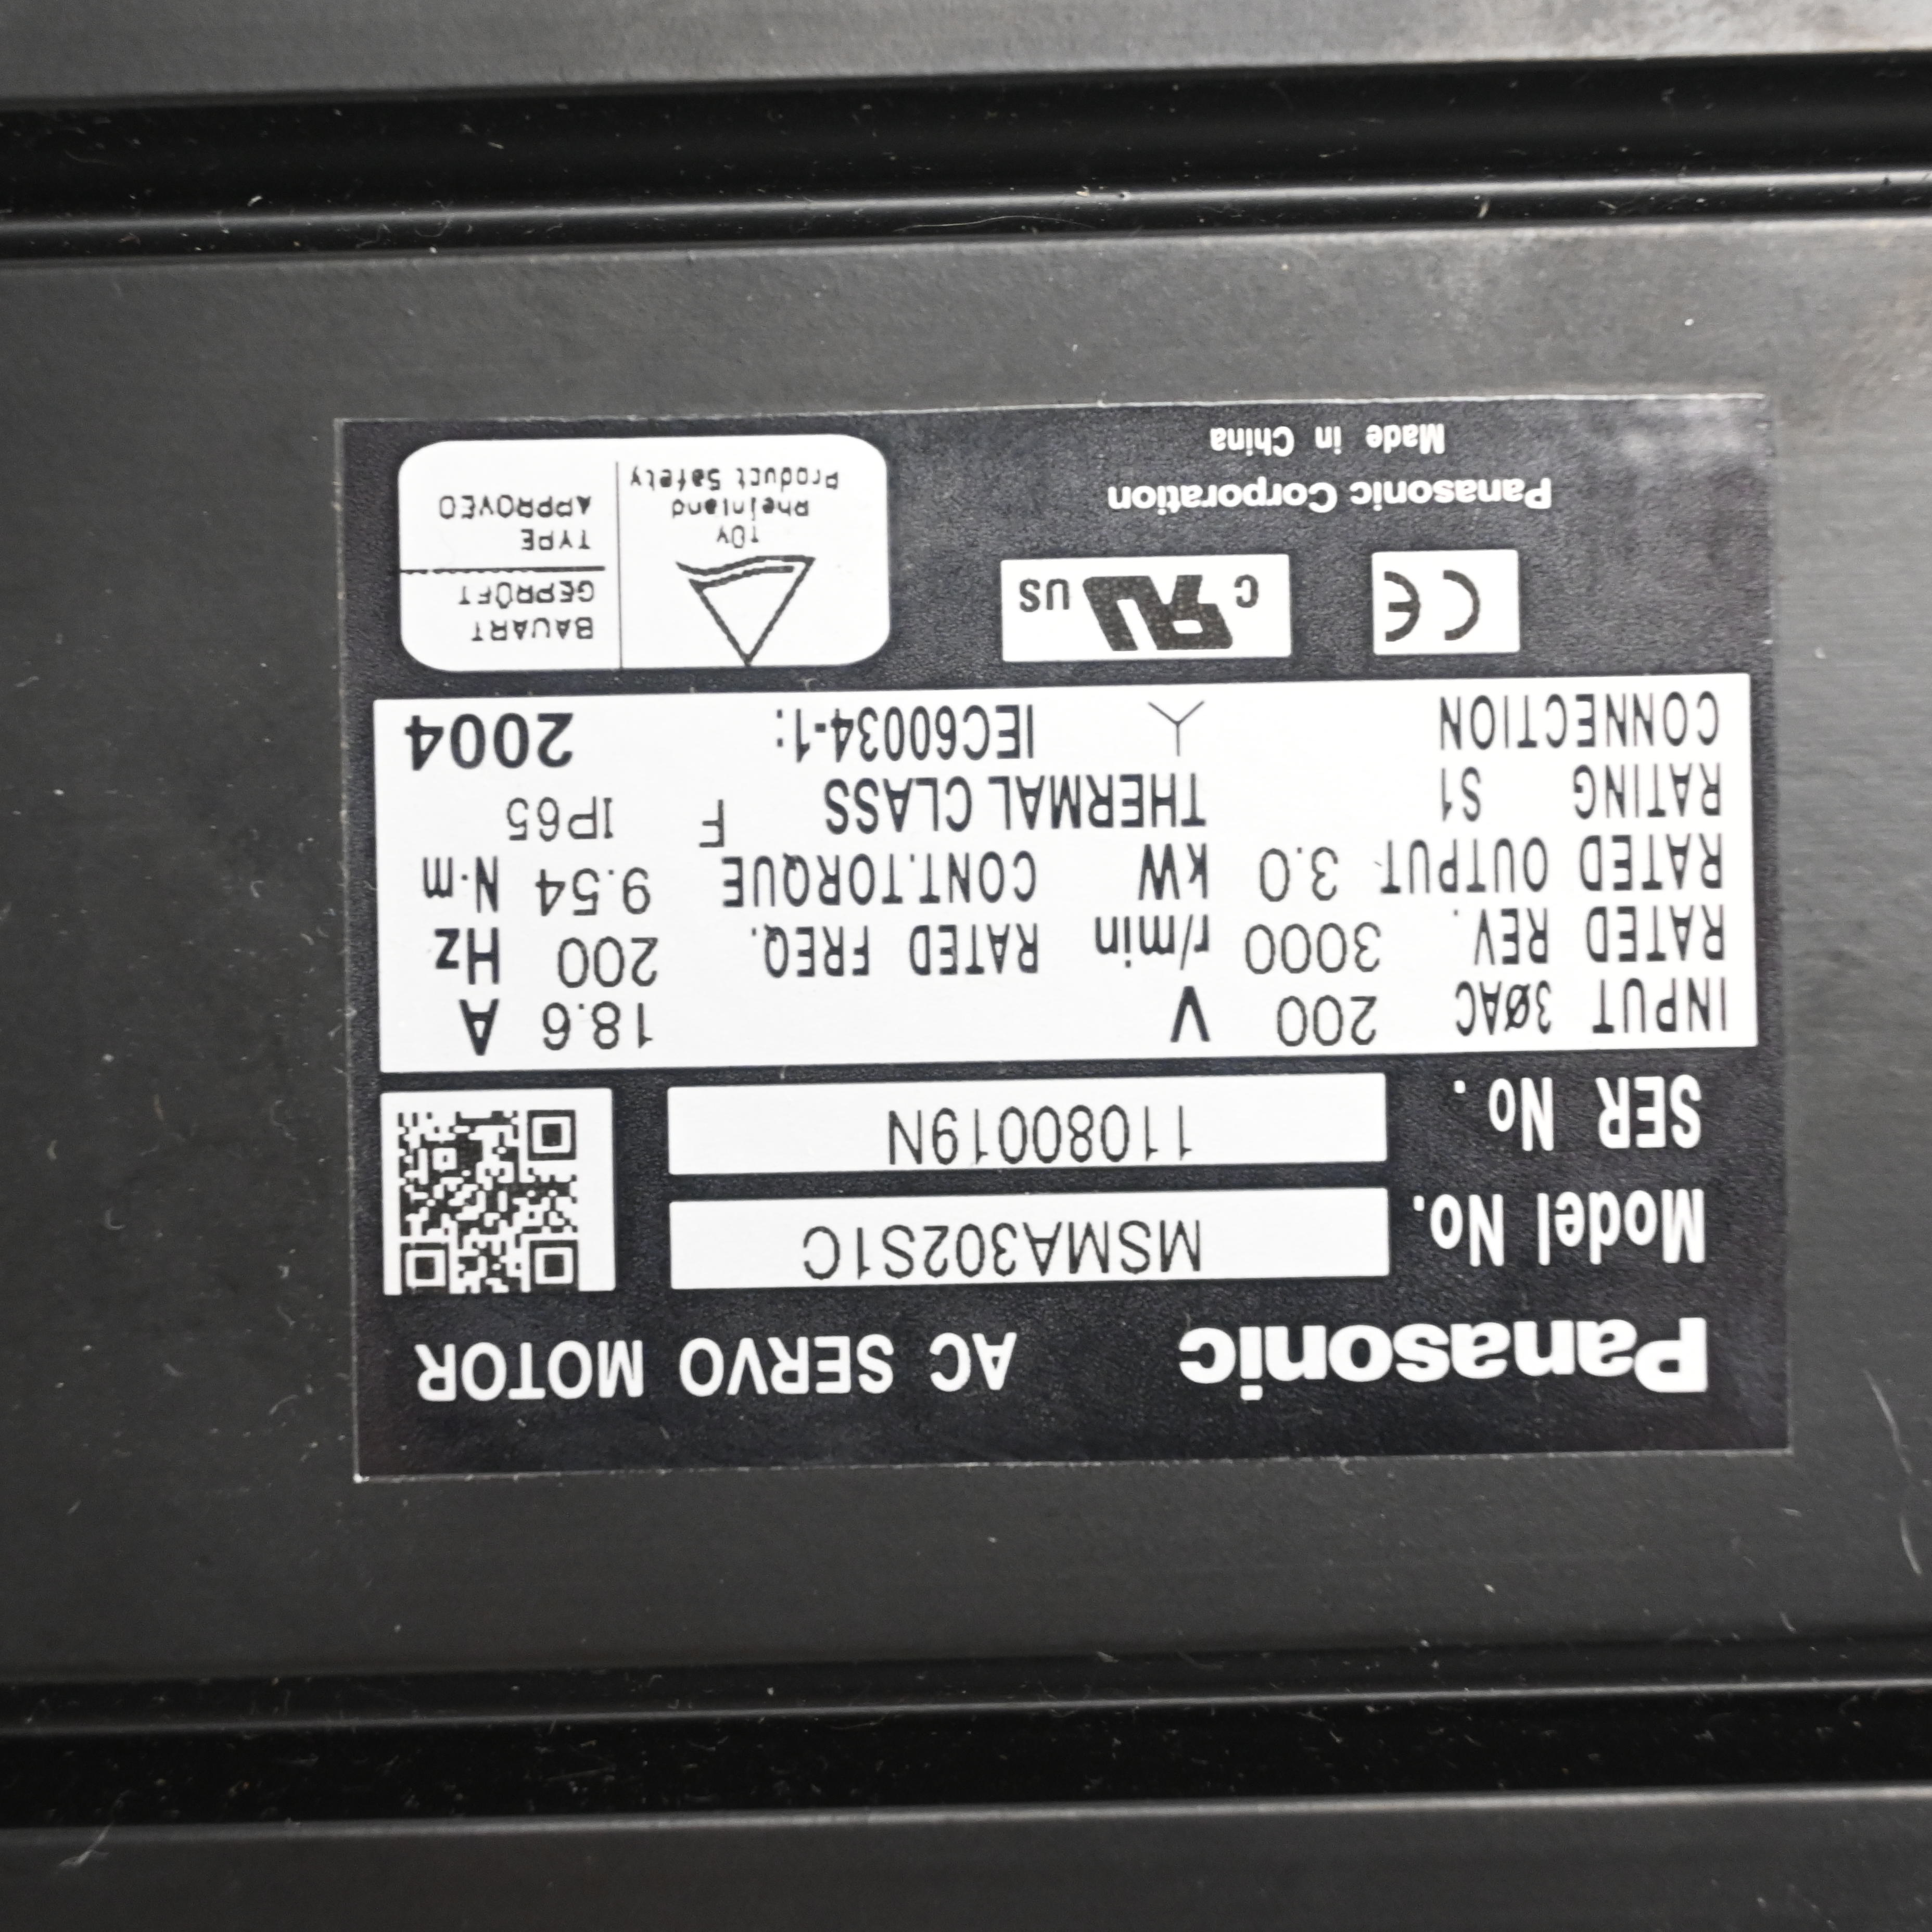 Panasonic AC SERVO MOTOR
Model No. MSMA302S1C
SER No. 11080019N
INPUT 3ØAC 200 V 18.6 A
RATED REV. 3000 r/min RATED FREQ. 200 Hz
RATED OUTPUT 3.0 kW CONT.TORQUE 9.54 N·m
RATING S1 THERMAL CLASS F IP65
CONNECTION IEC60034-1: 2004
CE
c RU US
Panasonic Corporation
Made in China
TÜV
Rheinland
Product Safety
BAUART
GEPRÜFT
TYPE
APPROVED